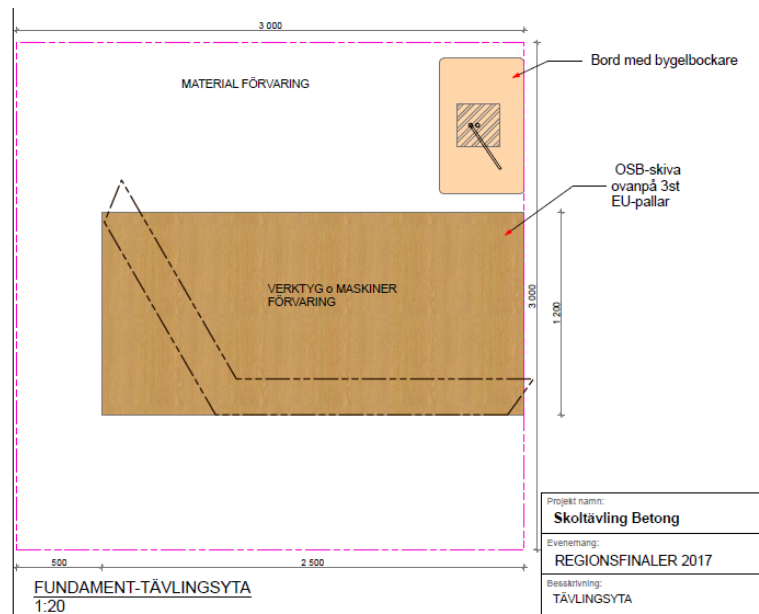 3 000
MATERIAL FÖRVARING
Bord med bygelbockare
OSB-skiva
ovanpå 3st
EU-pallar
VERKTYG o MASKINER
FÖRVARING
3 000
1 200
500
2 500
FUNDAMENT-TÄVLINGSYTA
1:20
Projekt namn:
Skoltävling Betong
Evenemang:
REGIONSFINALER 2017
Besskrivning:
TÄVLINGSYTA